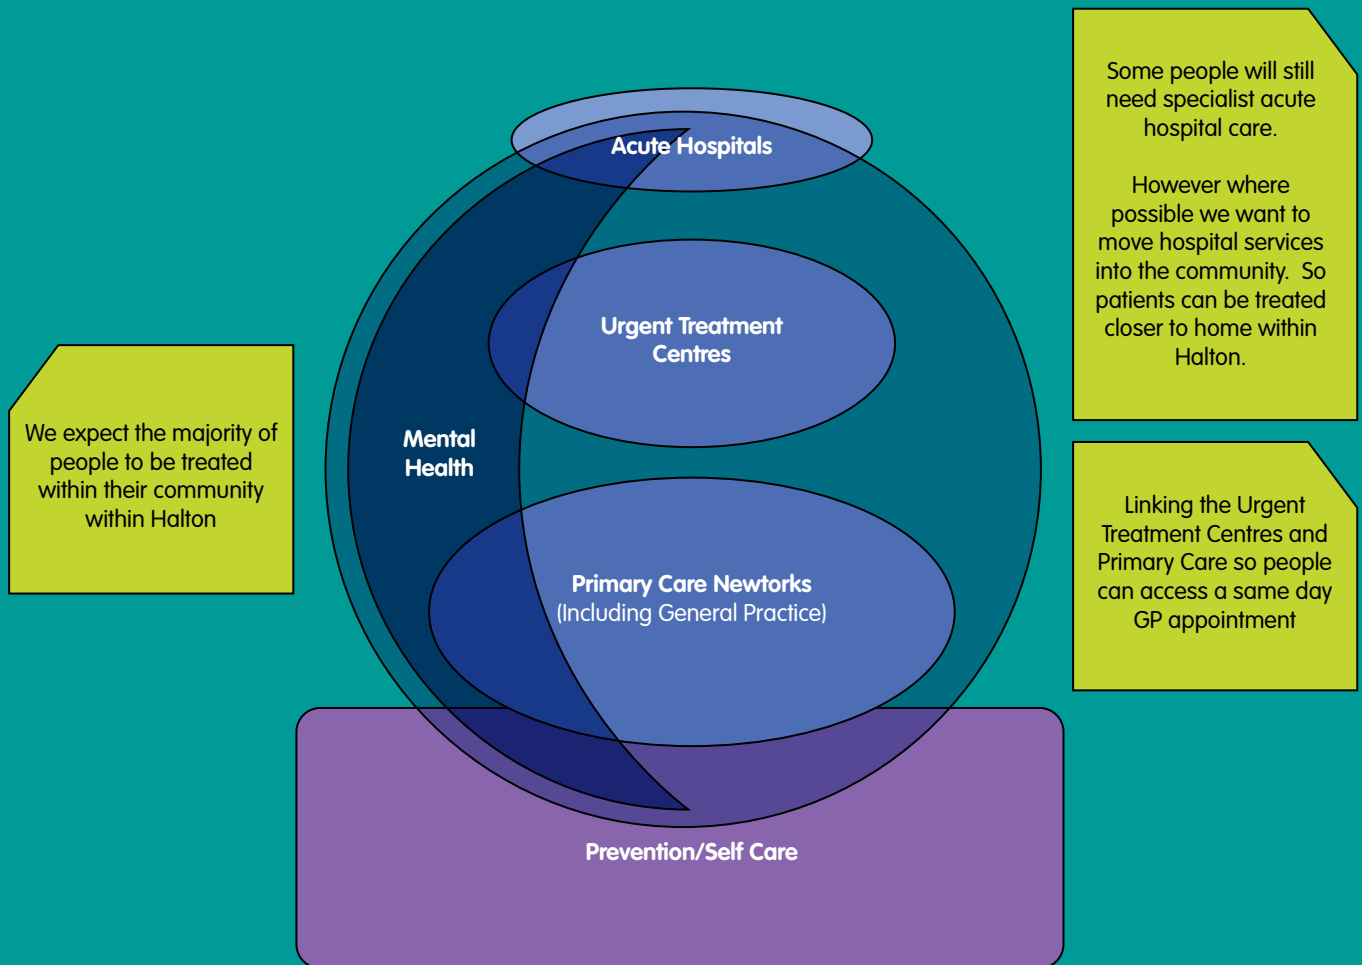 Acute Hospitals
Urgent Treatment
Centres
Mental
Health
Primary Care Newtorks
(Including General Practice)
Prevention/Self Care
We expect the majority of
people to be treated
within their community
within Halton
Some people will still
need specialist acute
hospital care.
However where
possible we want to
move hospital services
into the community.  So
patients can be treated
closer to home within
Halton.
Linking the Urgent
Treatment Centres and
Primary Care so people
can access a same day
GP appointment